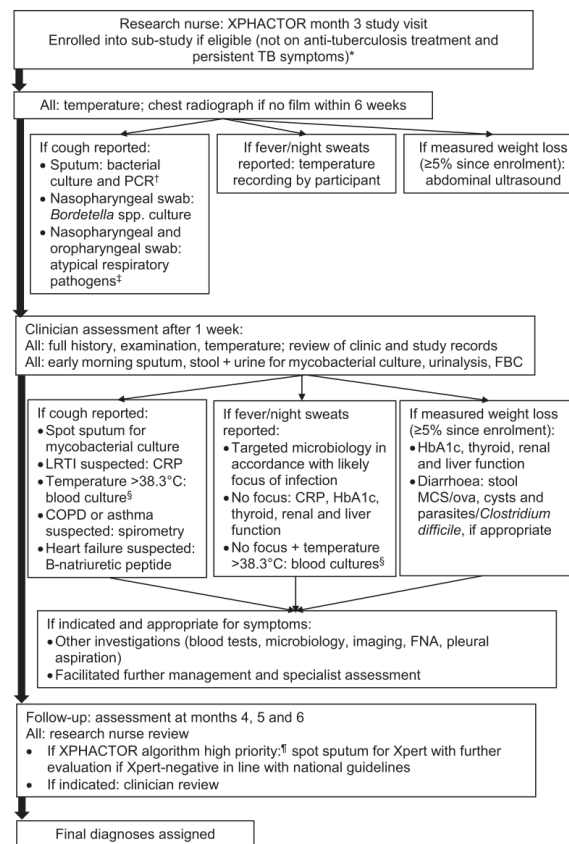 Research nurse: XPHACTOR month 3 study visit
Enrolled into sub-study if eligible (not on anti-tuberculosis treatment and
persistent TB symptoms)*
All: temperature; chest radiograph if no film within 6 weeks
If cough reported:
• Sputum: bacterial
culture and PCR†
• Nasopharyngeal swab:
Bordetella spp. culture
• Nasopharyngeal and
oropharyngeal swab:
atypical respiratory
pathogens‡
If fever/night sweats
reported: temperature
recording by participant
If measured weight loss
(≥5% since enrolment):
abdominal ultrasound
Clinician assessment after 1 week:
All: full history, examination, temperature; review of clinic and study records
All: early morning sputum, stool + urine for mycobacterial culture, urinalysis, FBC
If cough reported:
• Spot sputum for
mycobacterial culture
• LRTI suspected: CRP
• Temperature >38.3°C:
blood culture§
• COPD or asthma
suspected: spirometry
• Heart failure suspected:
B-natriuretic peptide
If fever/night sweats
reported:
• Targeted microbiology in
accordance with likely
focus of infection
• No focus: CRP, HbA1c,
thyroid, renal and liver
function
• No focus + temperature
>38.3°C: blood cultures§
If measured weight loss
(≥5% since enrolment):
• HbA1c, thyroid, renal
and liver function
• Diarrhoea: stool
MCS/ova, cysts and
parasites/Clostridium
difficile, if appropriate
If indicated and appropriate for symptoms:
• Other investigations (blood tests, microbiology, imaging, FNA, pleural
aspiration)
• Facilitated further management and specialist assessment
Follow-up: assessment at months 4, 5 and 6
All: research nurse review
• If XPHACTOR algorithm high priority:¶ spot sputum for Xpert with further
evaluation if Xpert-negative in line with national guidelines
• If indicated: clinician review
Final diagnoses assigned